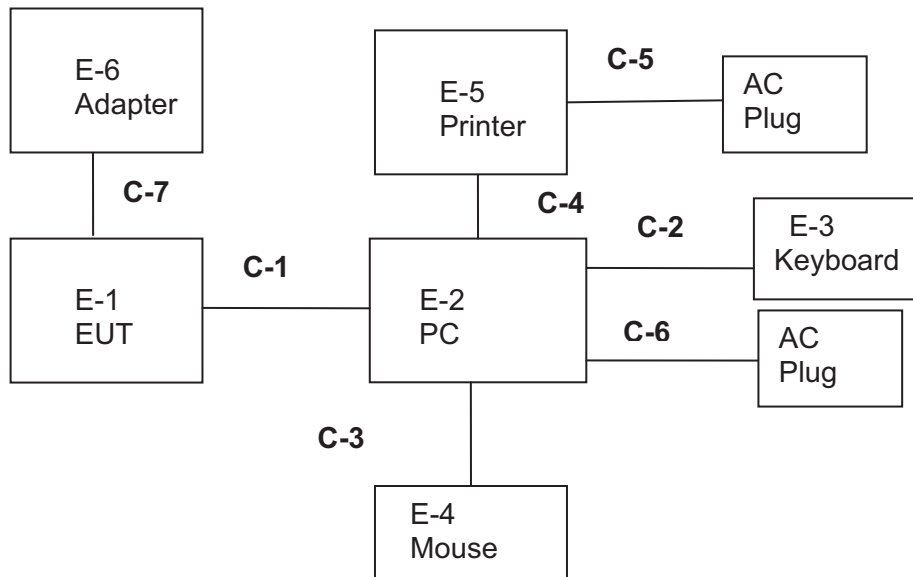 E-6
Adapter
C-7
E-1
EUT
C-1
E-5
Printer
C-5
AC
Plug
C-4
E-2
PC
C-2
E-3
Keyboard
C-6
AC
Plug
C-3
E-4
Mouse